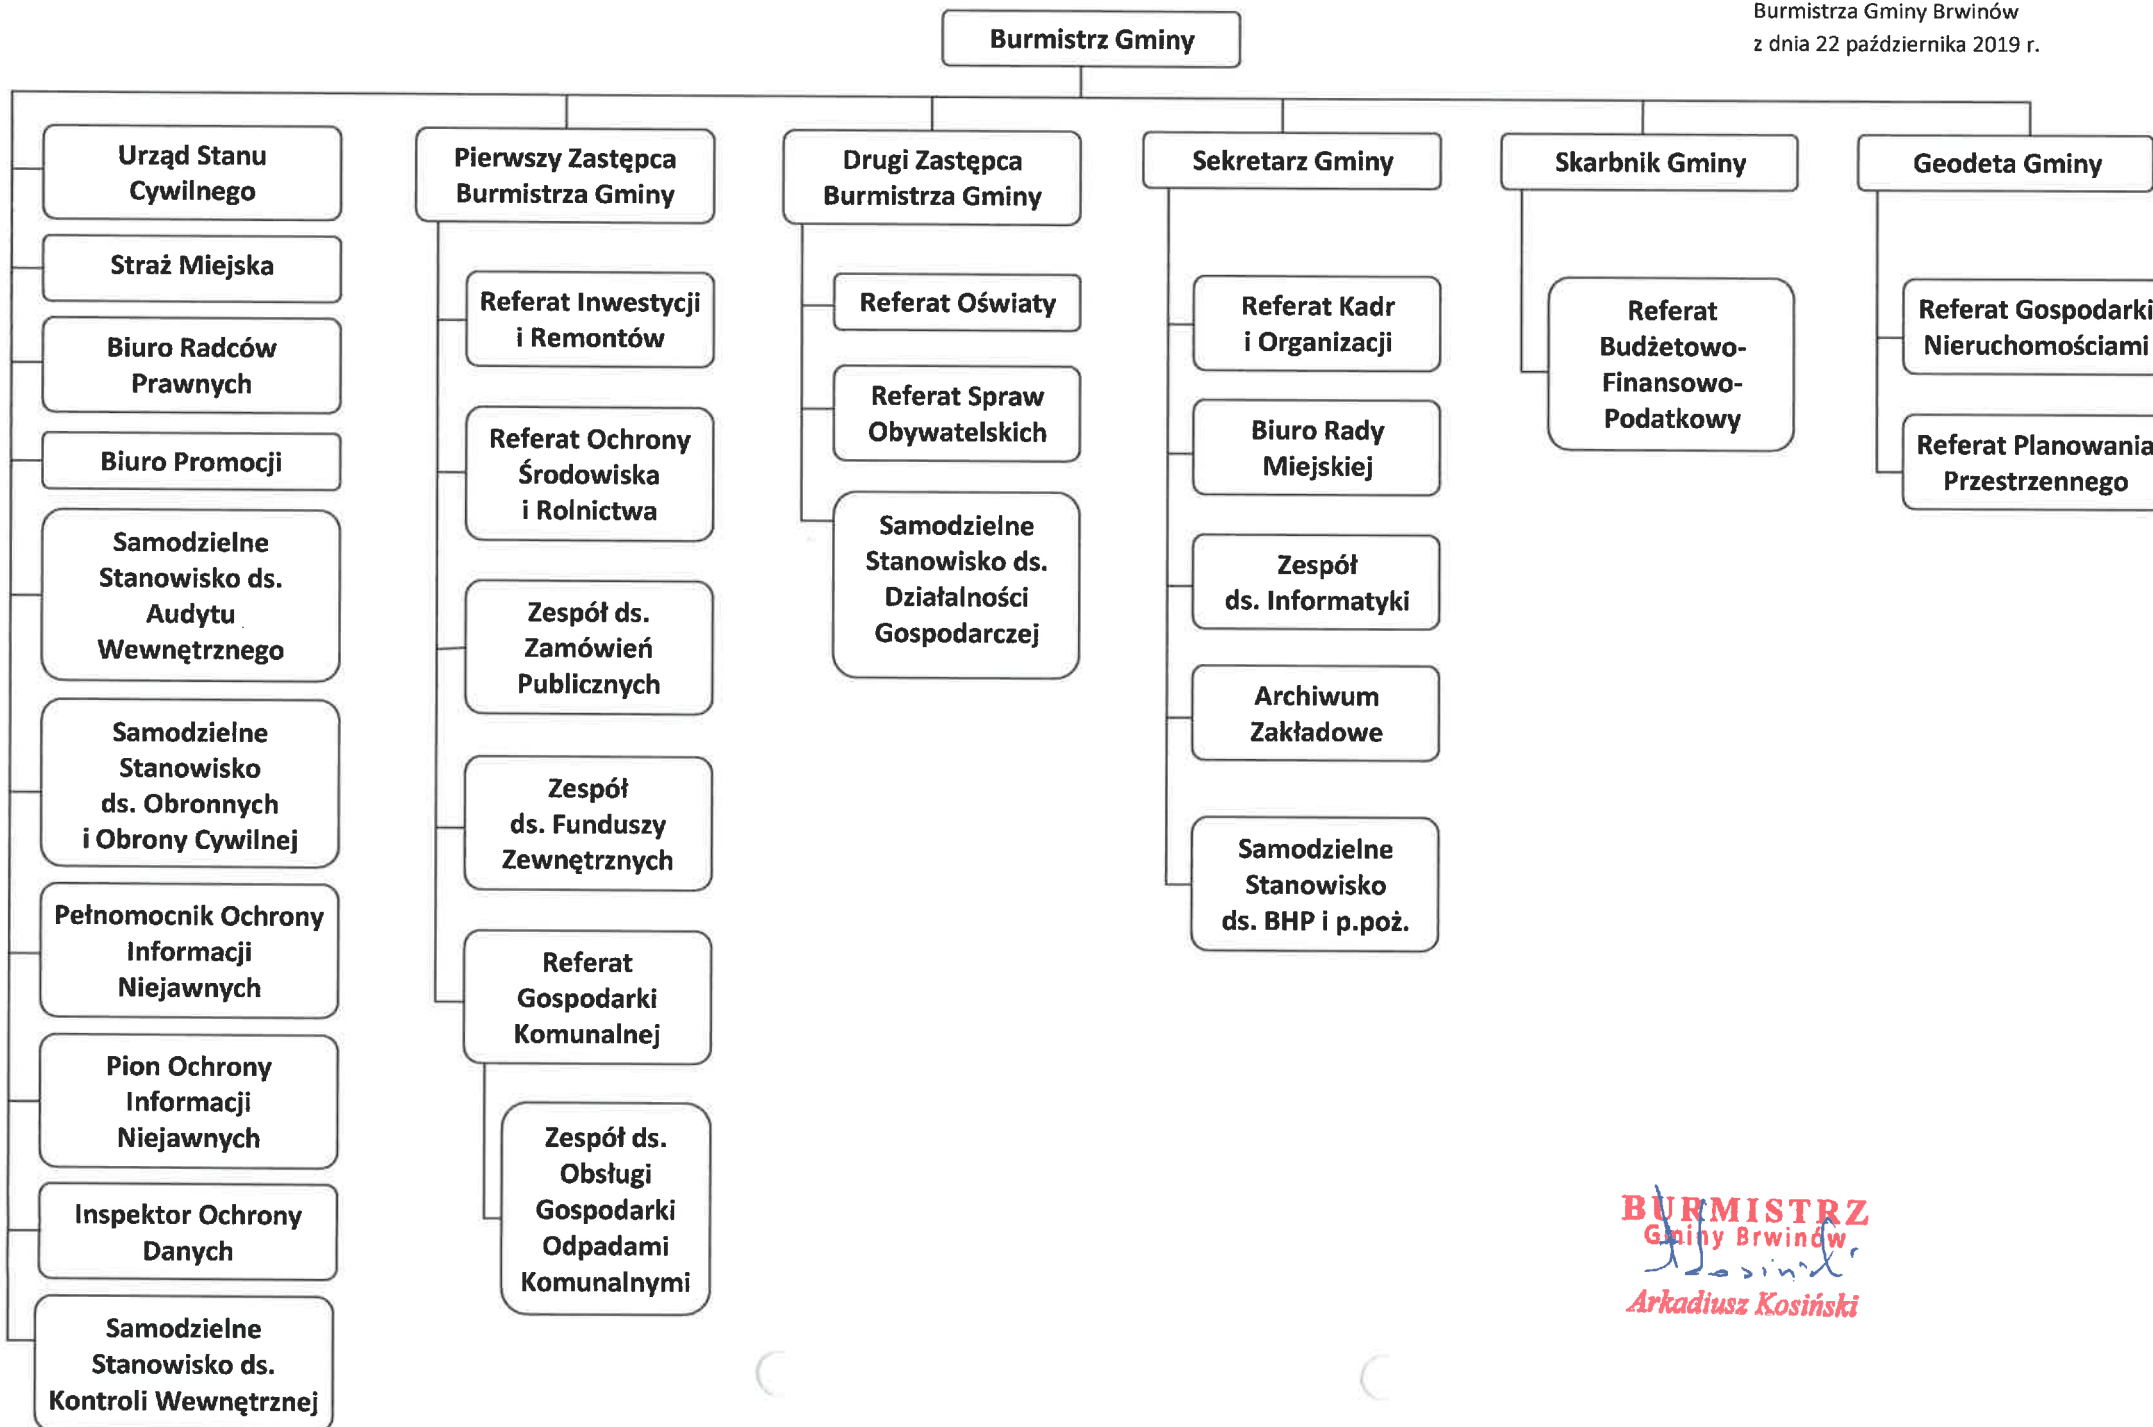 Burmistrza Gminy Brwinów
z dnia 22 października 2019 r.
Burmistrz Gminy
Urząd Stanu
Cywilnego
Straż Miejska
Biuro Radców
Prawnych
Biuro Promocji
Samodzielne
Stanowisko ds.
Audytu
Wewnętrznego
Samodzielne
Stanowisko
ds. Obronnych
i Obrony Cywilnej
Pełnomocnik Ochrony
Informacji
Niejawnych
Pion Ochrony
Informacji
Niejawnych
Inspektor Ochrony
Danych
Samodzielne
Stanowisko ds.
Kontroli Wewnętrznej
Pierwszy Zastępca
Burmistrza Gminy
Referat Inwestycji
i Remontów
Referat Ochrony
Środowiska
i Rolnictwa
Zespół ds.
Zamówień
Publicznych
Zespół
ds. Funduszy
Zewnętrznych
Referat
Gospodarki
Komunalnej
Zespół ds.
Obsługi
Gospodarki
Odpadami
Komunalnymi
Drugi Zastępca
Burmistrza Gminy
Referat Oświaty
Referat Spraw
Obywatelskich
Samodzielne
Stanowisko ds.
Działalności
Gospodarczej
Sekretarz Gminy
Referat Kadr
i Organizacji
Biuro Rady
Miejskiej
Zespół
ds. Informatyki
Archiwum
Zakładowe
Samodzielne
Stanowisko
ds. BHP i p.poż.
Skarbnik Gminy
Referat
Budżetowo-
Finansowo-
Podatkowy
Geodeta Gminy
Referat Gospodarki
Nieruchomościami
Referat Planowania
Przestrzennego
BURMISTRZ
Gminy Brwinów
Arkadiusz Kosiński